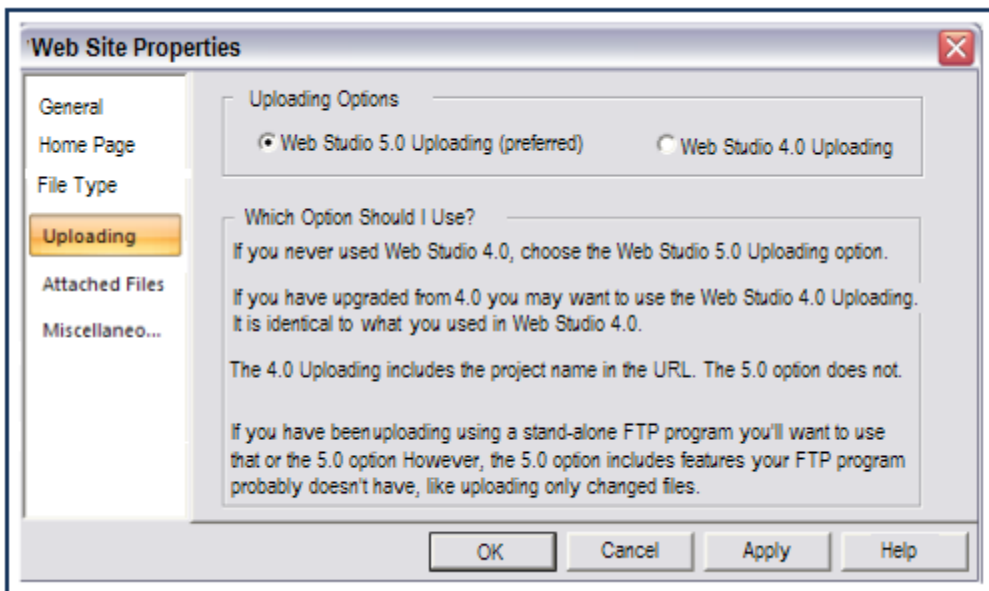 Web Site Properties
General
Home Page
File Type
Uploading
Attached Files
Miscellaneo...
Uploading Options
Web Studio 5.0 Uploading (preferred)
Web Studio 4.0 Uploading
Which Option Should I Use?
If you never used Web Studio 4.0, choose the Web Studio 5.0 Uploading option.
If you have upgraded from 4.0 you may want to use the Web Studio 4.0 Uploading.
It is identical to what you used in Web Studio 4.0.
The 4.0 Uploading includes the project name in the URL. The 5.0 option does not.
If you have been uploading using a stand-alone FTP program you'll want to use
that or the 5.0 option However, the 5.0 option includes features your FTP program
probably doesn't have, like uploading only changed files.
OK
Cancel
Apply
Help